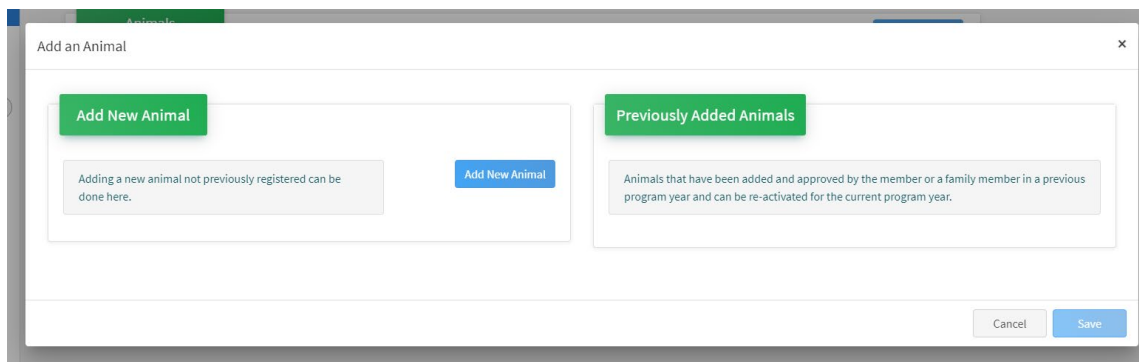 Animals
Add an Animal
×
Add New Animal
Adding a new animal not previously registered can be
done here.
Add New Animal
Previously Added Animals
Animals that have been added and approved by the member or a family member in a previous
program year and can be re-activated for the current program year.
Cancel
Save